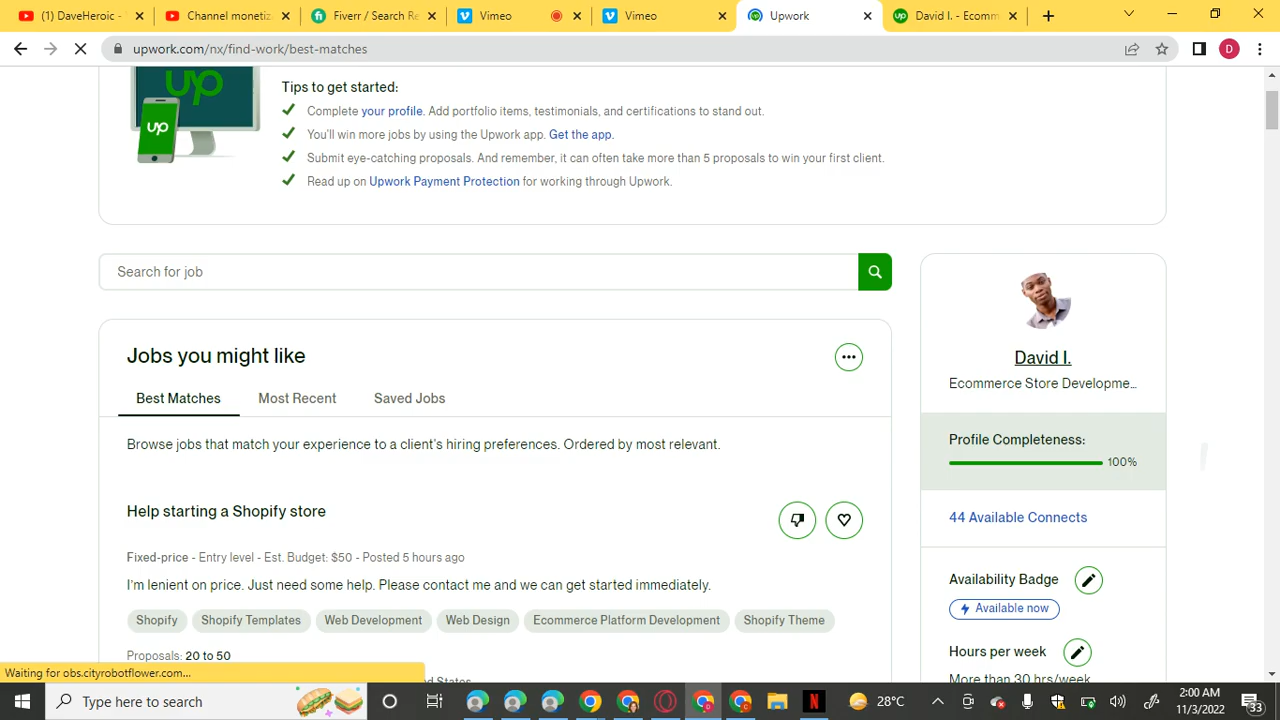 (1) DaveHeroic -
Channel monetiz
Fiverr / Search Re
Vimeo
Vimeo
Upwork
David I. - Ecomm
upwork.com/nx/find-work/best-matches
D
up
up
Tips to get started:
Complete your profile. Add portfolio items, testimonials, and certifications to stand out.
You'll win more jobs by using the Upwork app. Get the app.
Submit eye-catching proposals. And remember, it can often take more than 5 proposals to win your first client.
Read up on Upwork Payment Protection for working through Upwork.
Search for job
Jobs you might like
Best Matches
Most Recent
Saved Jobs
Browse jobs that match your experience to a client's hiring preferences. Ordered by most relevant.
Help starting a Shopify store
Fixed-price - Entry level - Est. Budget: $50 - Posted 5 hours ago
I'm lenient on price. Just need some help. Please contact me and we can get started immediately.
Shopify
Shopify Templates
Web Development
Web Design
Ecommerce Platform Development
Shopify Theme
Proposals: 20 to 50
David I.
Ecommerce Store Developme...
Profile Completeness:
100%
44 Available Connects
Availability Badge
Available now
Hours per week
More than 30 hrs/week
Waiting for obs.cityrobotflower.com...
Type here to search
28°C
2:00 AM
11/3/2022
33